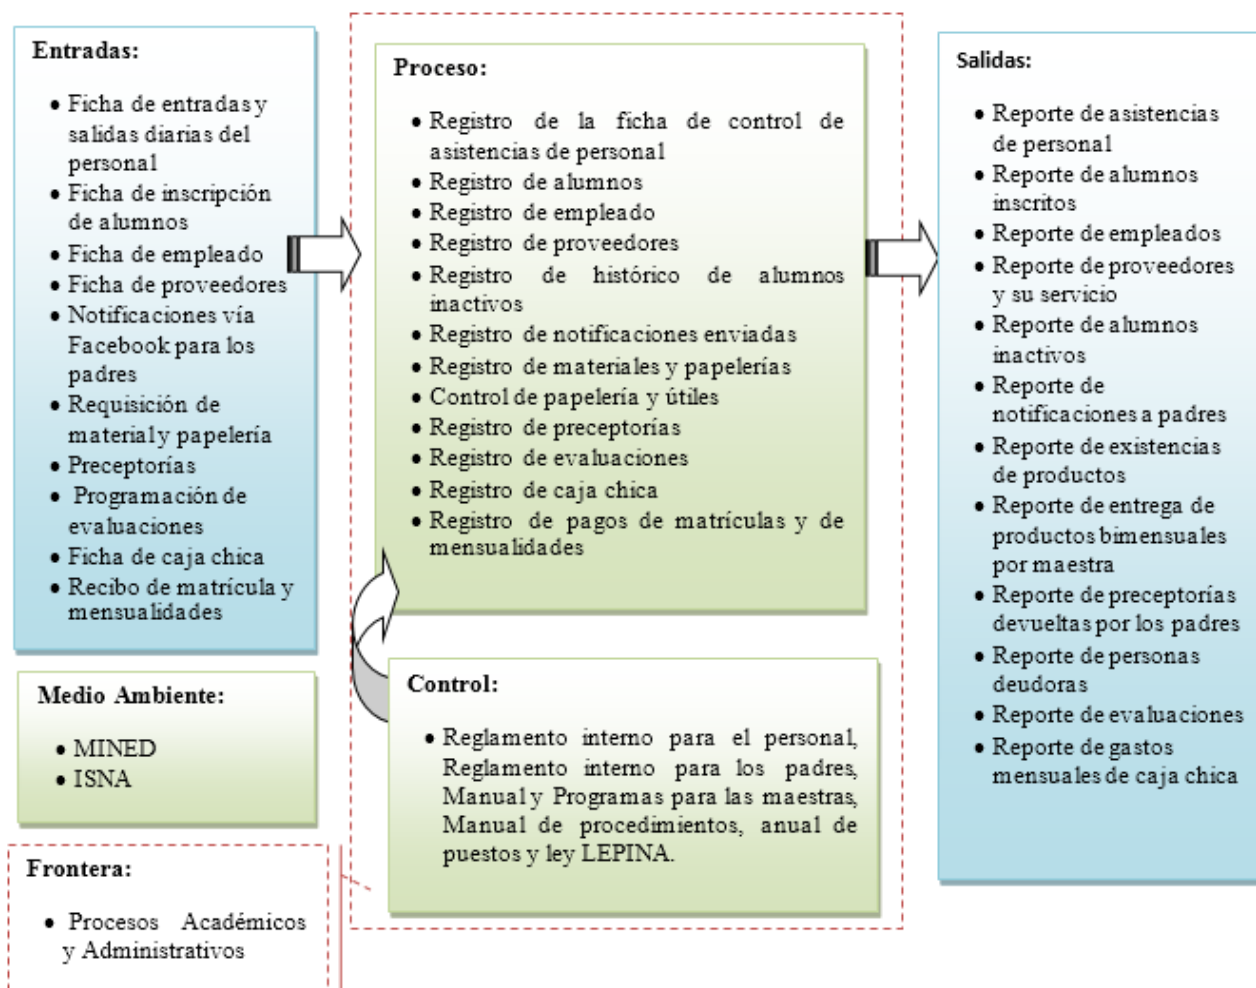 Entradas:
• Ficha de entradas y
salidas diarias del
personal
• Ficha de inscripción
de alumnos
• Ficha de empleado
• Ficha de proveedores
• Notificaciones vía
Facebook para los
padres
• Requisición de
material y papelería
• Preceptorías
• Programación de
evaluaciones
• Ficha de caja chica
• Recibo de matrícula y
mensualidades
Medio Ambiente:
• MINED
• ISNA
Frontera:
• Procesos Académicos
y Administrativos
Proceso:
• Registro de la ficha de control de
asistencias de personal
• Registro de alumnos
• Registro de empleado
• Registro de proveedores
• Registro de histórico de alumnos
inactivos
• Registro de notificaciones enviadas
• Registro de materiales y papelerías
• Control de papelería y útiles
• Registro de preceptorías
• Registro de evaluaciones
• Registro de caja chica
• Registro de pagos de matrículas y de
mensualidades
Control:
• Reglamento interno para el personal,
Reglamento interno para los padres,
Manual y Programas para las maestras,
Manual de procedimientos, anual de
puestos y ley LEPINA.
Salidas:
• Reporte de asistencias
de personal
• Reporte de alumnos
inscritos
• Reporte de empleados
• Reporte de proveedores
y su servicio
• Reporte de alumnos
inactivos
• Reporte de
notificaciones a padres
• Reporte de existencias
de productos
• Reporte de entrega de
productos bimensuales
por maestra
• Reporte de preceptorías
devueltas por los padres
• Reporte de personas
deudoras
• Reporte de evaluaciones
• Reporte de gastos
mensuales de caja chica